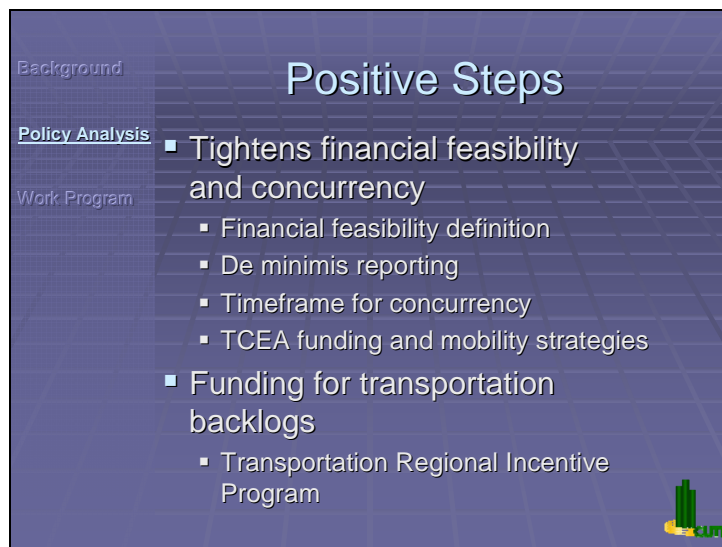 Background
Policy Analysis
Work Program
Positive Steps
▪ Tightens financial feasibility
and concurrency
▪ Financial feasibility definition
▪ De minimis reporting
▪ Timeframe for concurrency
▪ TCEA funding and mobility strategies
▪ Funding for transportation
backlogs
▪ Transportation Regional Incentive
Program